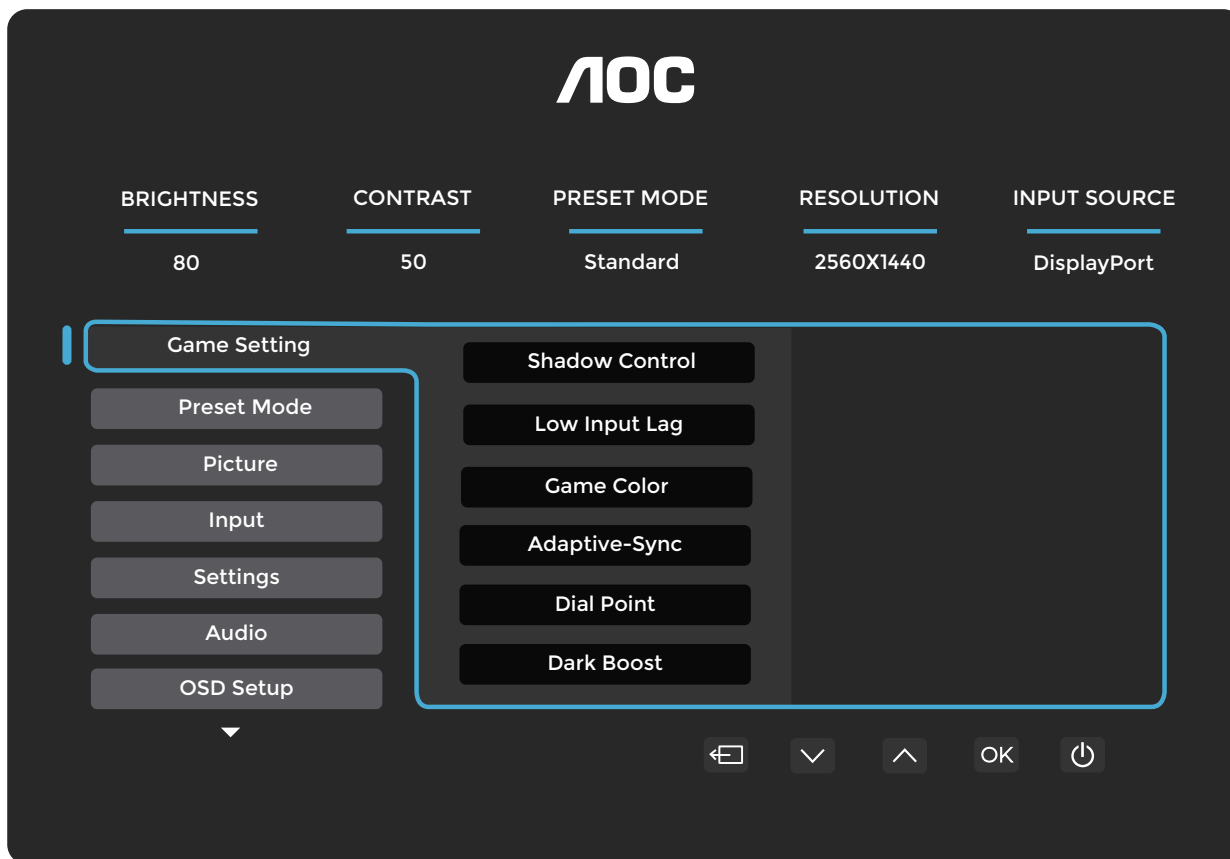 AOC
BRIGHTNESS CONTRAST PRESET MODE RESOLUTION INPUT SOURCE
80 50 Standard 2560X1440 DisplayPort
Game Setting
Preset Mode
Picture
Input
Settings
Audio
OSD Setup
Shadow Control
Low Input Lag
Game Color
Adaptive-Sync
Dial Point
Dark Boost
OK